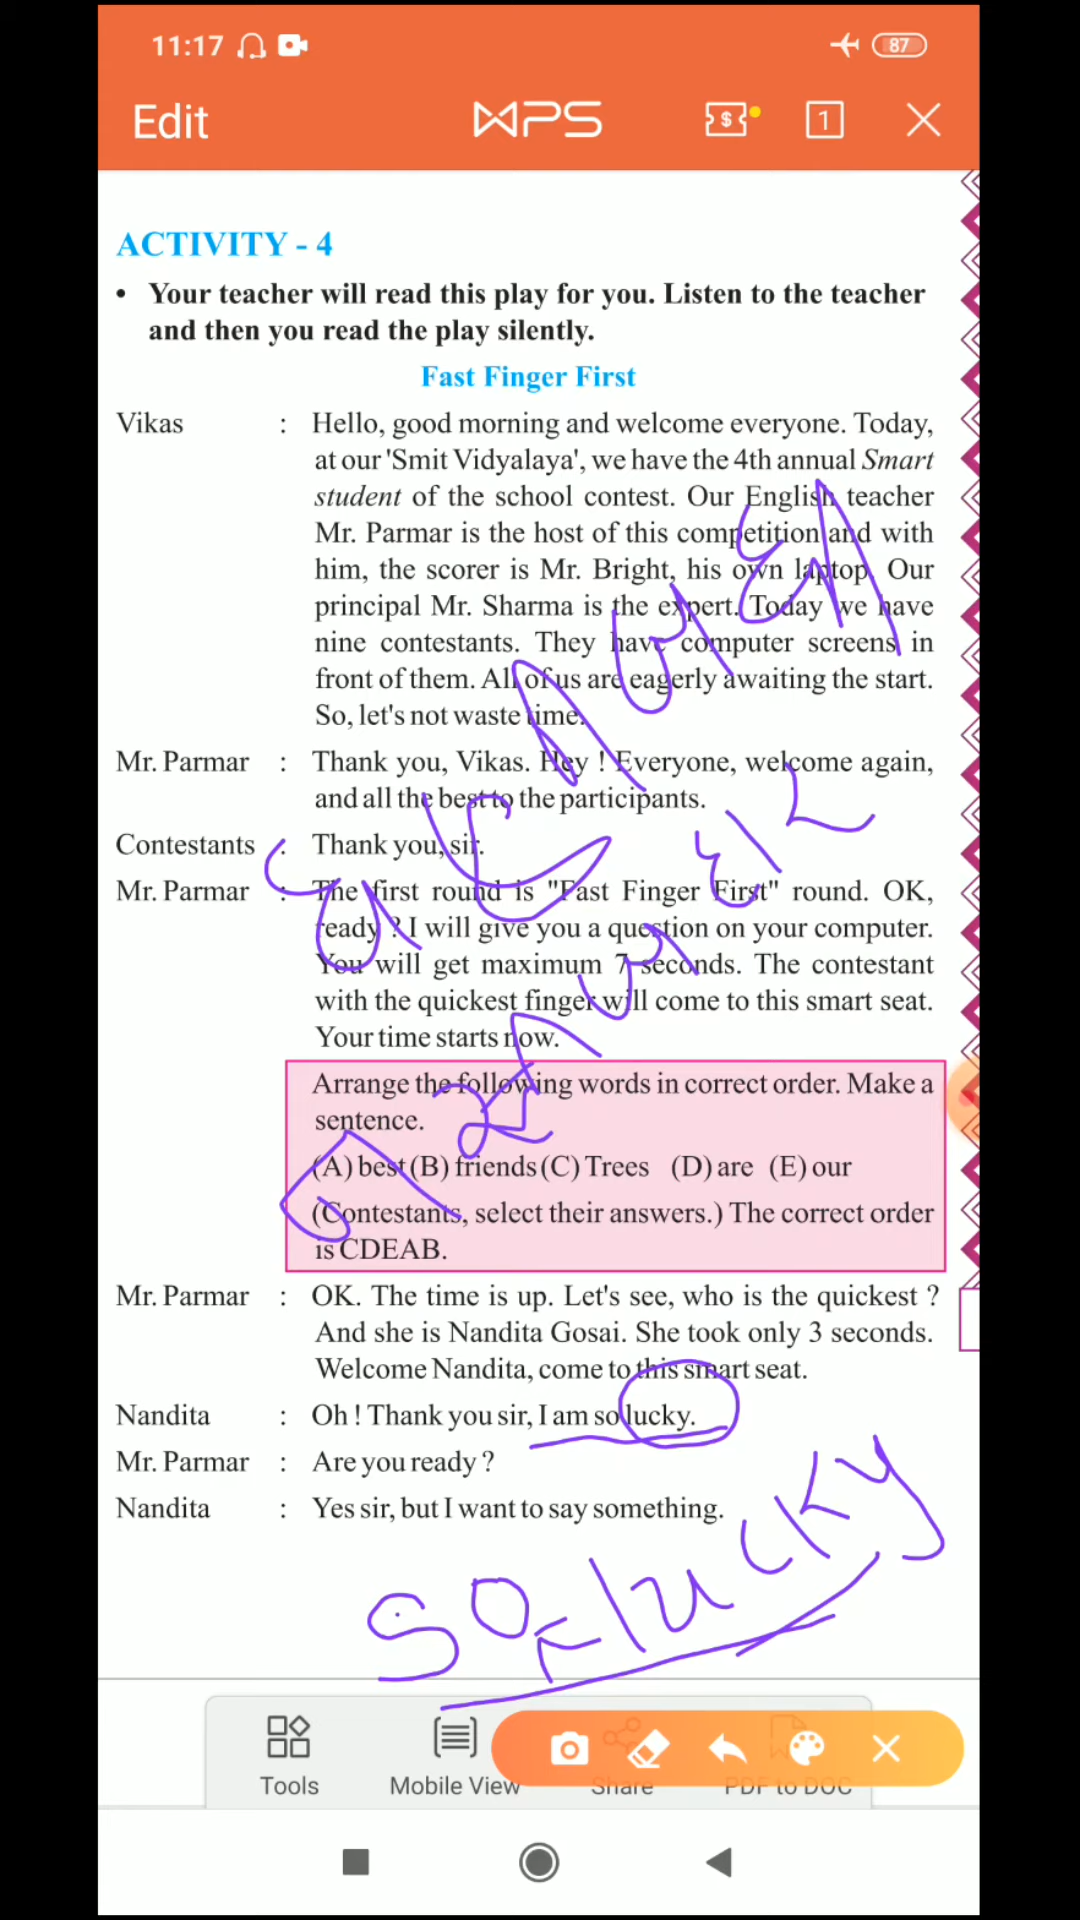 11:17
87
Edit
WPS
1
ACTIVITY - 4
• Your teacher will read this play for you. Listen to the teacher
and then you read the play silently.
Fast Finger First
Vikas : Hello, good morning and welcome everyone. Today,
at our 'Smit Vidyalaya', we have the 4th annual Smart
student of the school contest. Our English teacher
Mr. Parmar is the host of this competition and with
him, the scorer is Mr. Bright, his own laptop. Our
principal Mr. Sharma is the expert. Today we have
nine contestants. They have computer screens in
front of them. All of us are eagerly awaiting the start.
So, let's not waste time.
Mr. Parmar : Thank you, Vikas. Hey ! Everyone, welcome again,
and all the best to the participants.
Contestants : Thank you, sir.
Mr. Parmar : The first round is "Fast Finger First" round. OK,
ready ? I will give you a question on your computer.
You will get maximum 7 seconds. The contestant
with the quickest finger will come to this smart seat.
Your time starts now.
Arrange the following words in correct order. Make a
sentence.
(A) best (B) friends (C) Trees (D) are (E) our
(Contestants, select their answers.) The correct order
is CDEAB.
Mr. Parmar : OK. The time is up. Let's see, who is the quickest ?
And she is Nandita Gosai. She took only 3 seconds.
Welcome Nandita, come to this smart seat.
Nandita : Oh ! Thank you sir, I am so lucky.
Mr. Parmar : Are you ready ?
Nandita : Yes sir, but I want to say something.
so lucky
Tools
Mobile View
Share
PDF to DOC